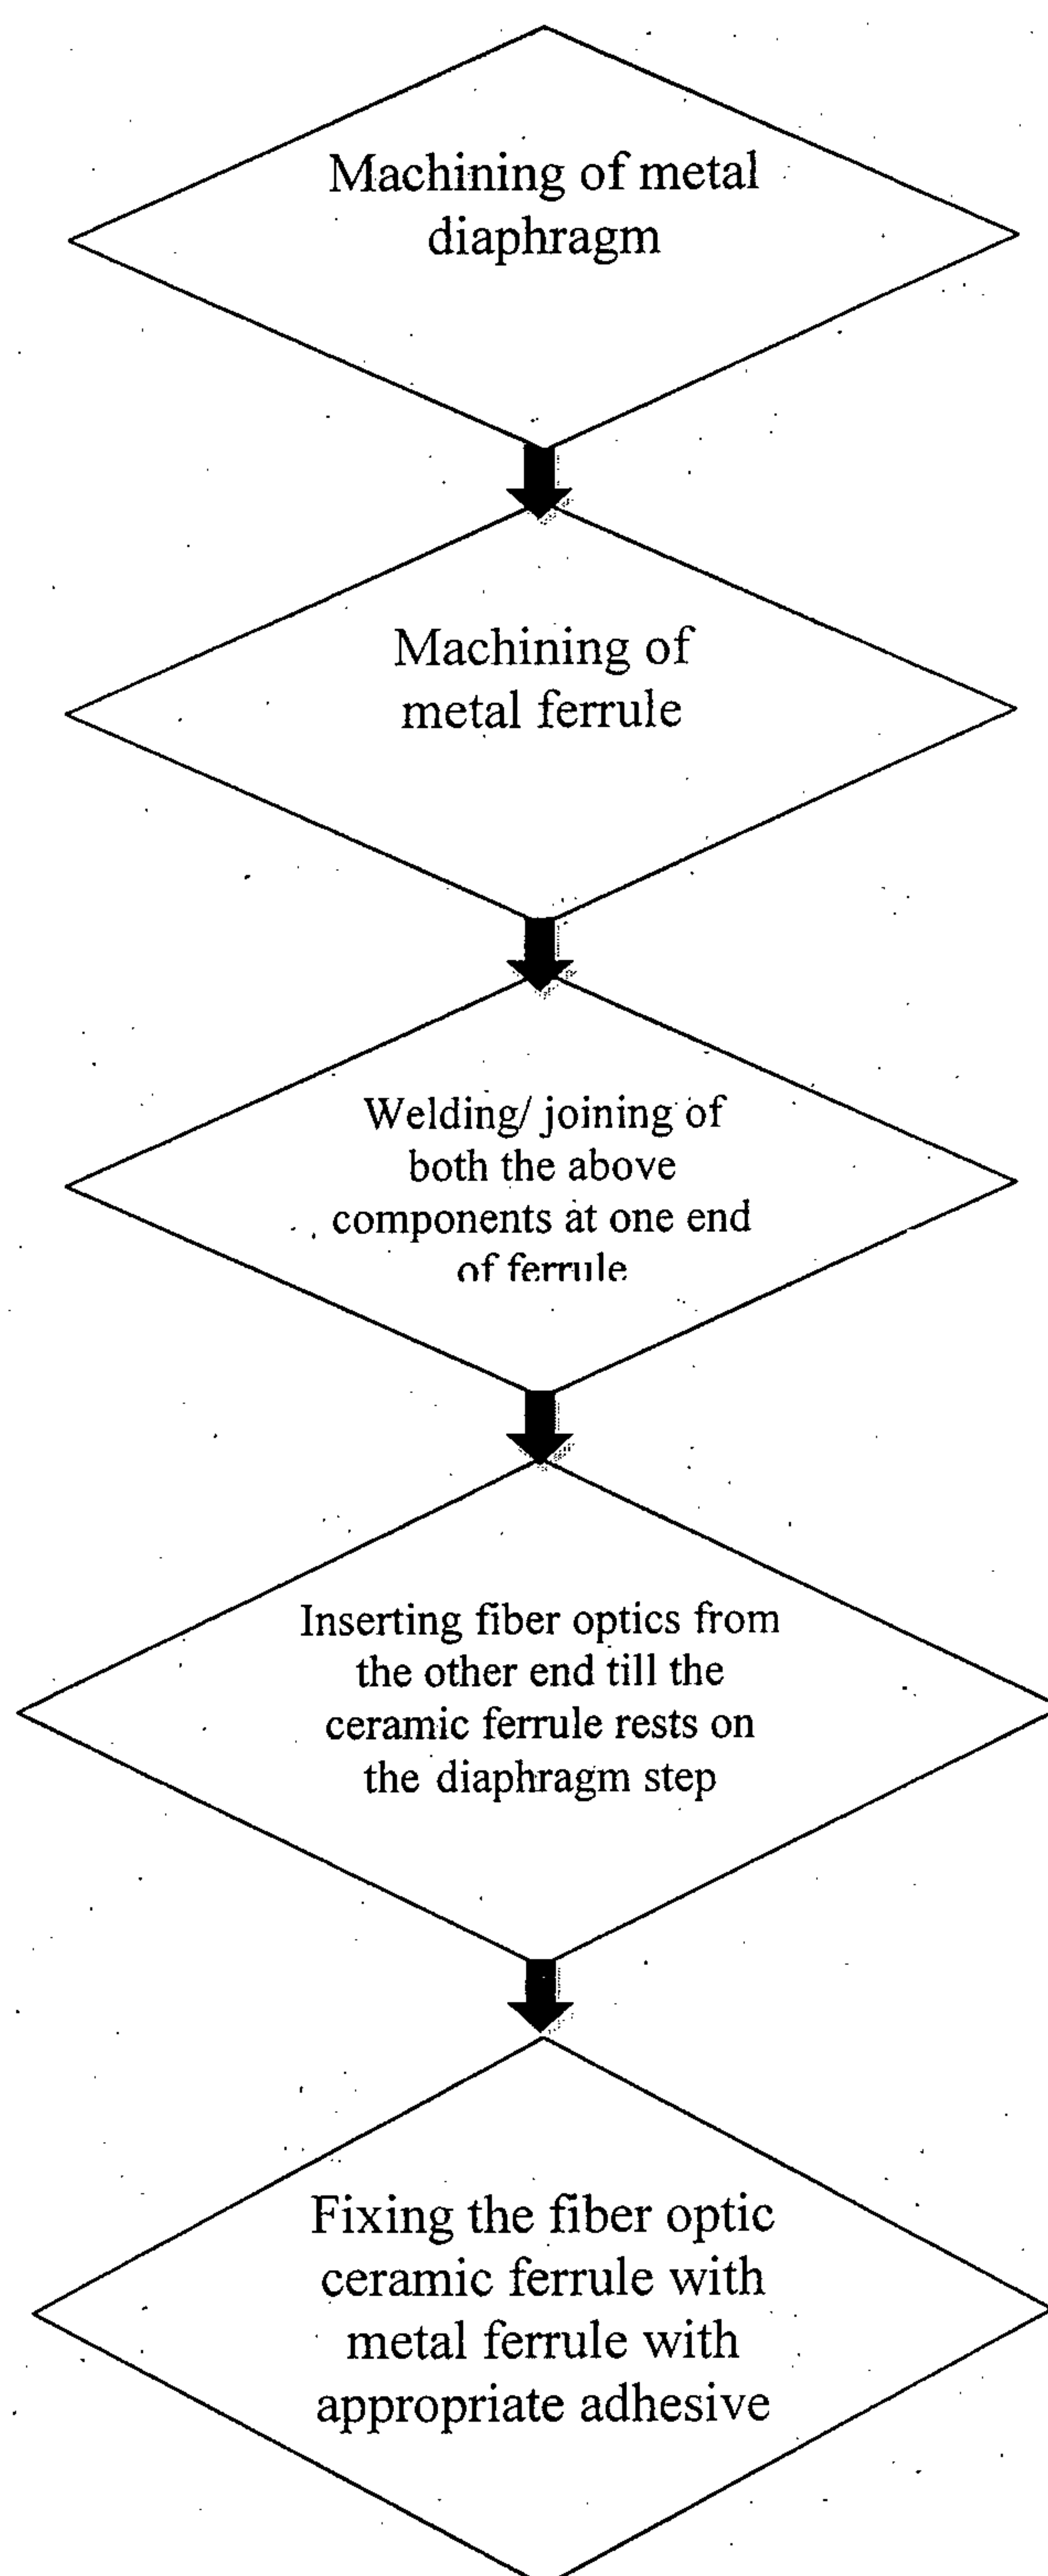 Machining of metal
diaphragm
Machining of
metal ferrule
Welding/ joining of
both the above
components at one end
of ferrule
Inserting fiber optics from
the other end till the
ceramic ferrule rests on
the diaphragm step
Fixing the fiber optic
ceramic ferrule with
metal ferrule with
appropriate adhesive